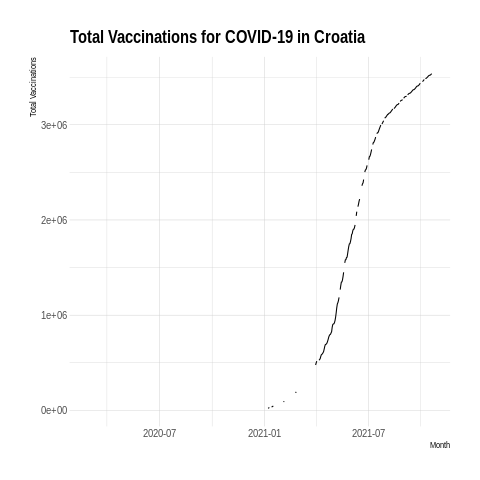 Total Vaccinations for COVID-19 in Croatia
Total Vaccinations
3e+06
2e+06
1e+06
0e+00
2020-07 2021-01 2021-07
Month